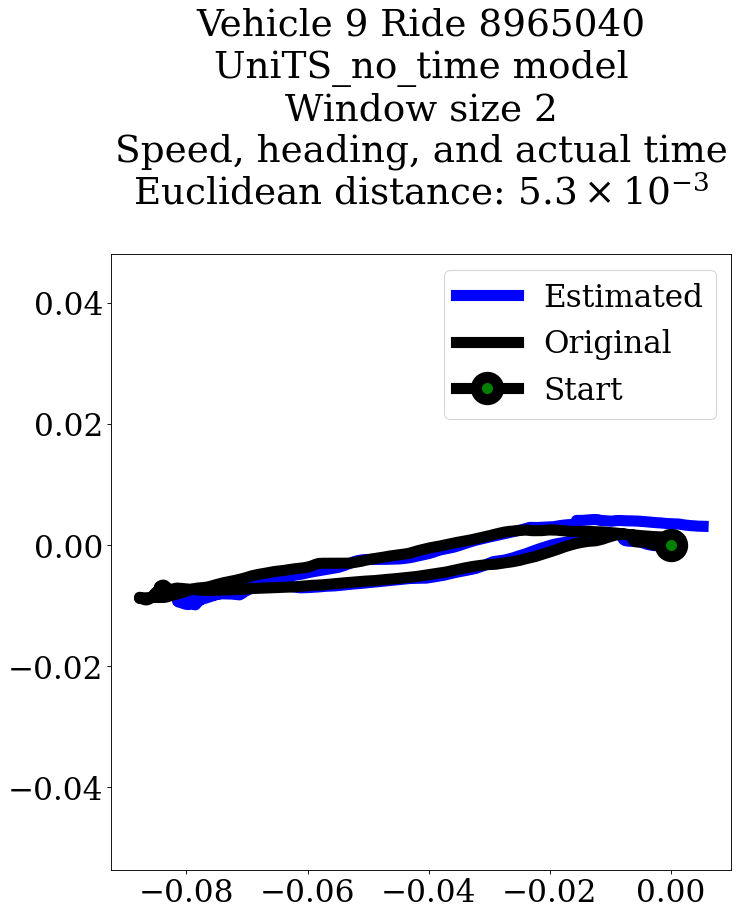 Vehicle 9 Ride 8965040
UniTS_no_time model
Window size 2
Speed, heading, and actual time
Euclidean distance: 5.3 × 10⁻³
Estimated
Original
Start
0.04
0.02
0.00
−0.02
−0.04
−0.08 −0.06 −0.04 −0.02 0.00